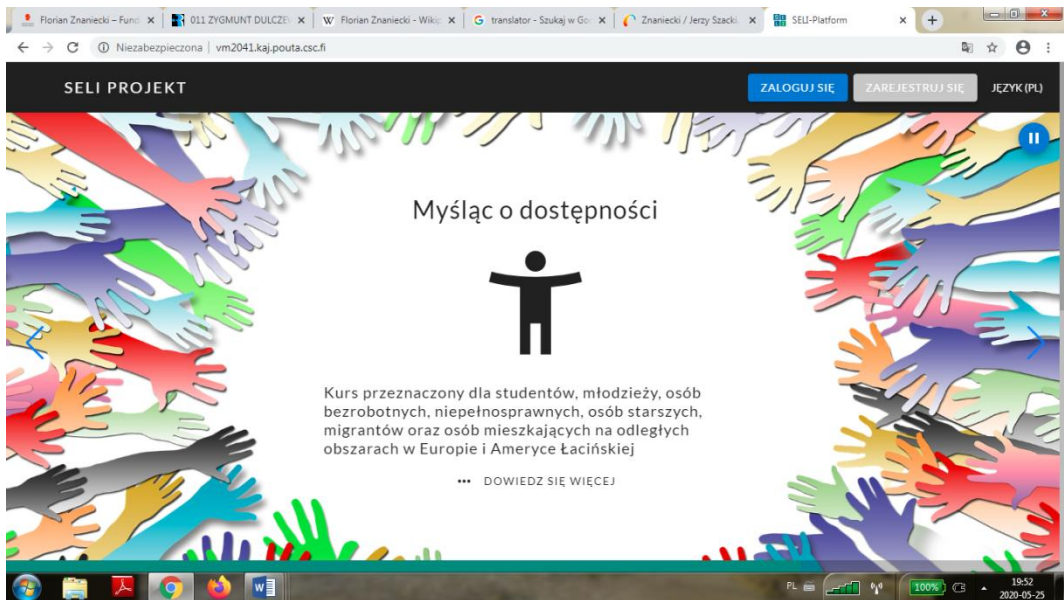 Florian Znaniecki – Fund
011 ZYGMUNT DULCZEW
Florian Znaniecki - Wikip
translator - Szukaj w Goo
Znaniecki / Jerzy Szacki.
SELI-Platform
Niezabezpieczona | vm2041.kaj.pouta.csc.fi
SELI PROJEKT
ZALOGUJ SIĘ
ZAREJESTRUJ SIĘ
JĘZYK (PL)
Myśląc o dostępności
Kurs przeznaczony dla studentów, młodzieży, osób
bezrobotnych, niepełnosprawnych, osób starszych,
migrantów oraz osób mieszkających na odległych
obszarach w Europie i Ameryce Łacińskiej
••• DOWIEDZ SIĘ WIĘCEJ
PL
100%
19:52
2020-05-25